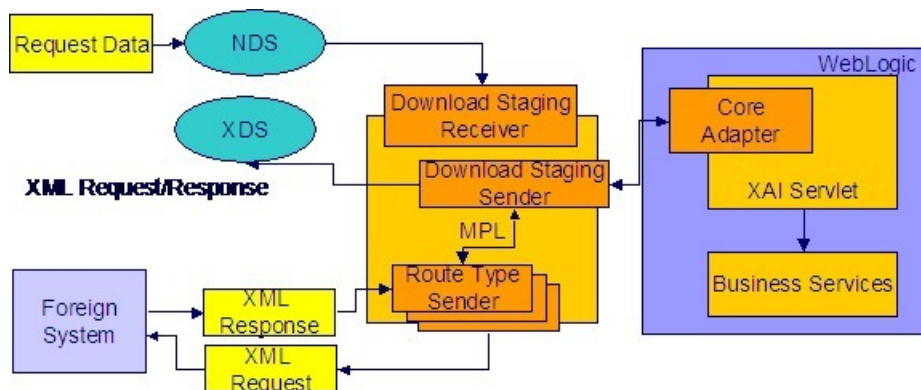 Request Data
NDS
WebLogic
Download Staging
Receiver
Core
Adapter
XDS
Download Staging
Sender
XML Request/Response
XAI Servlet
MPL
Route Type
Sender
Business Services
Foreign
System
XML
Response
XML
Request